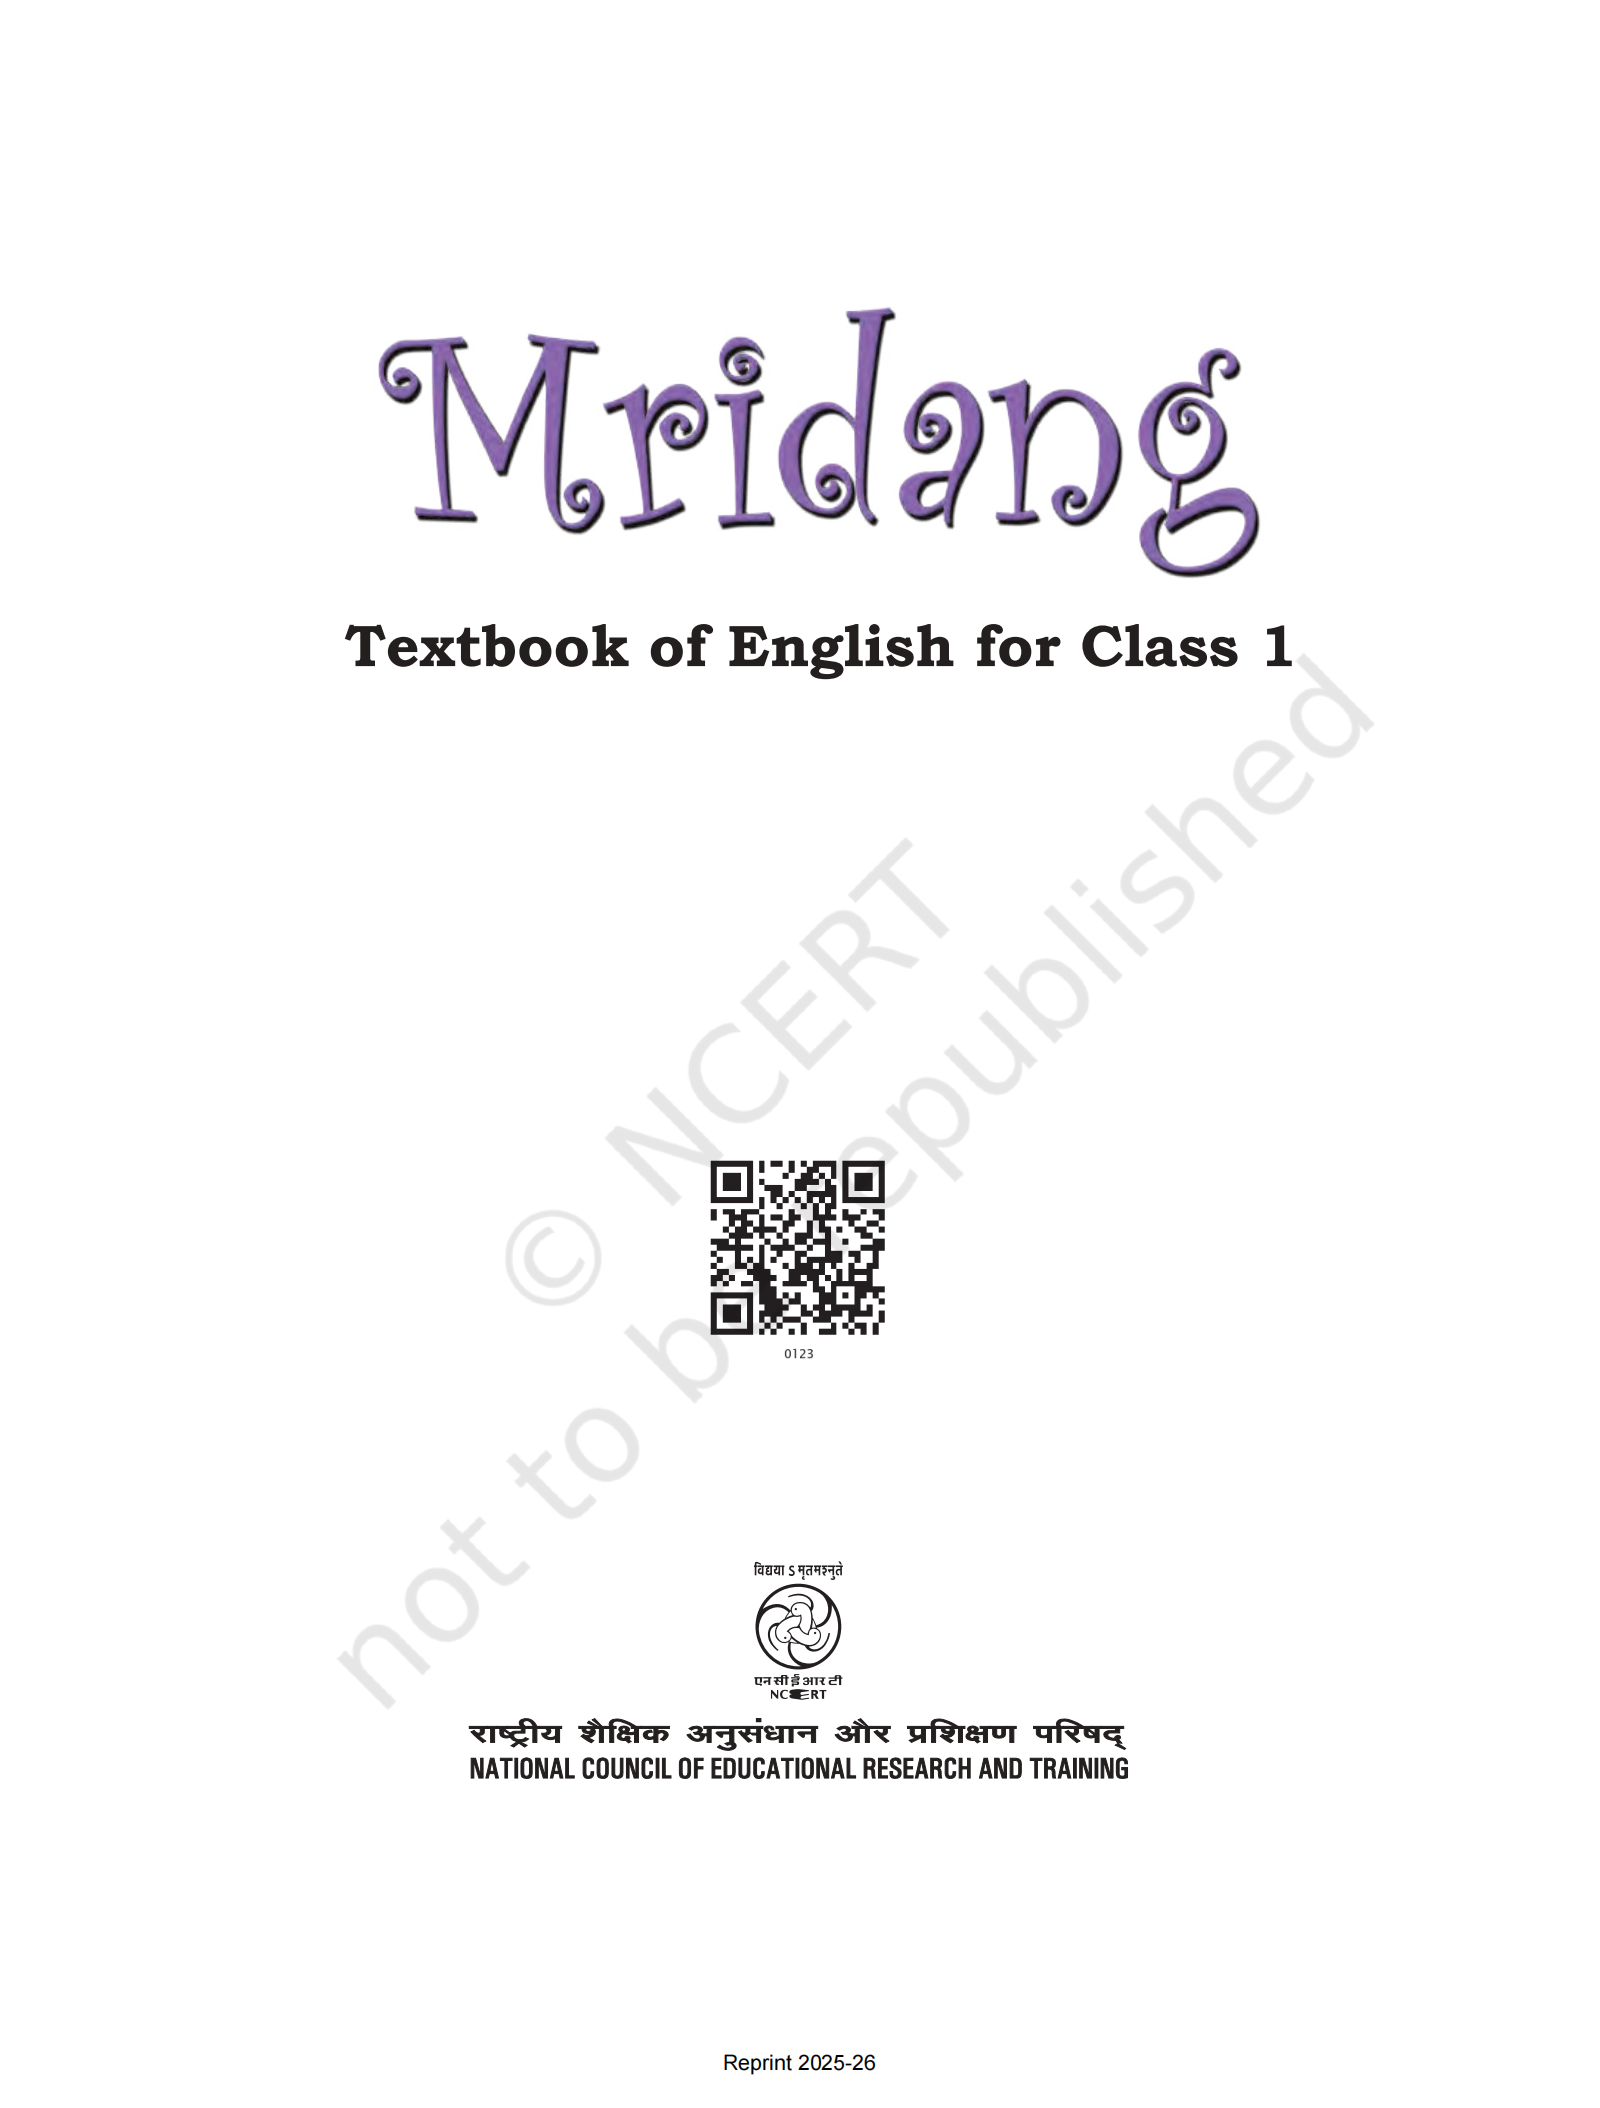 Mridang
Textbook of English for Class 1
© NCERT
not to be republished
0123
विद्यया ऽ मृतमश्नुते
एन सी ई आर टी
NCERT
राष्ट्रीय शैक्षिक अनुसंधान और प्रशिक्षण परिषद्
NATIONAL COUNCIL OF EDUCATIONAL RESEARCH AND TRAINING
Reprint 2025-26